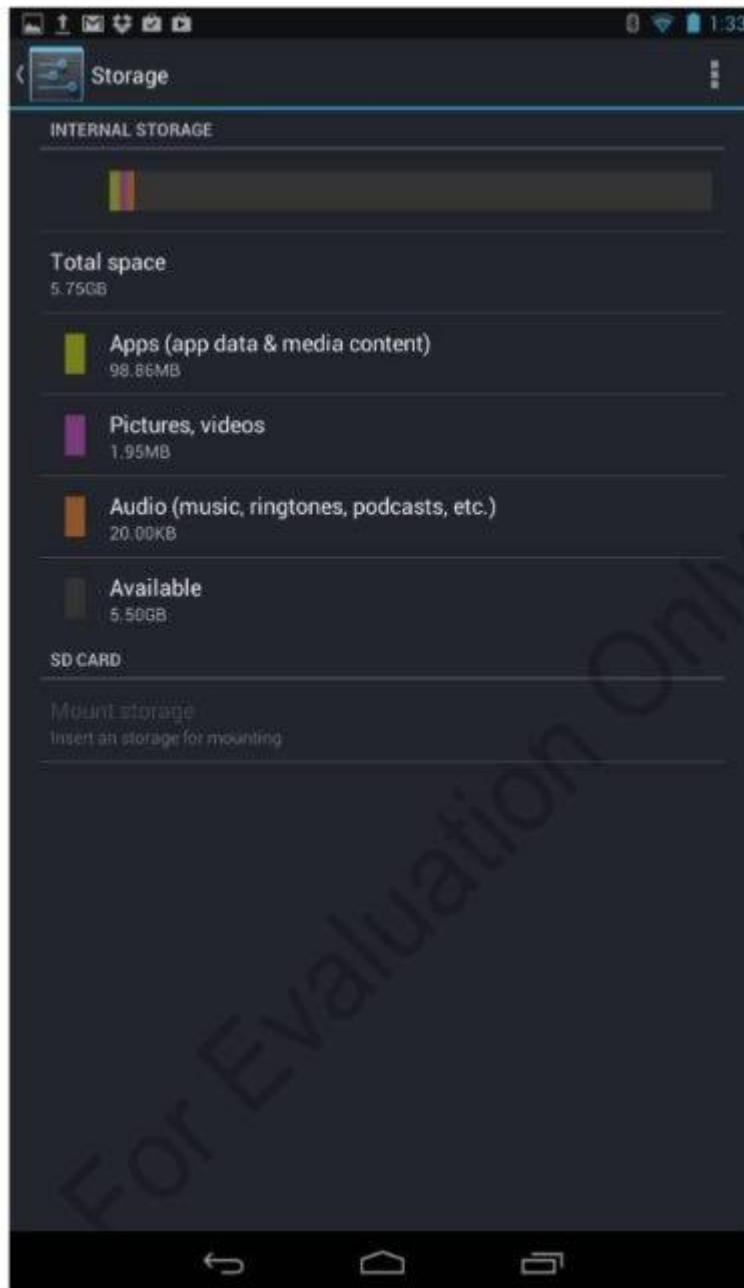 1:33
Storage
INTERNAL STORAGE
Total space
5.75GB
Apps (app data & media content)
98.86MB
Pictures, videos
1.95MB
Audio (music, ringtones, podcasts, etc.)
20.00KB
Available
5.50GB
SD CARD
Mount storage
Insert an storage for mounting
For Evaluation Only